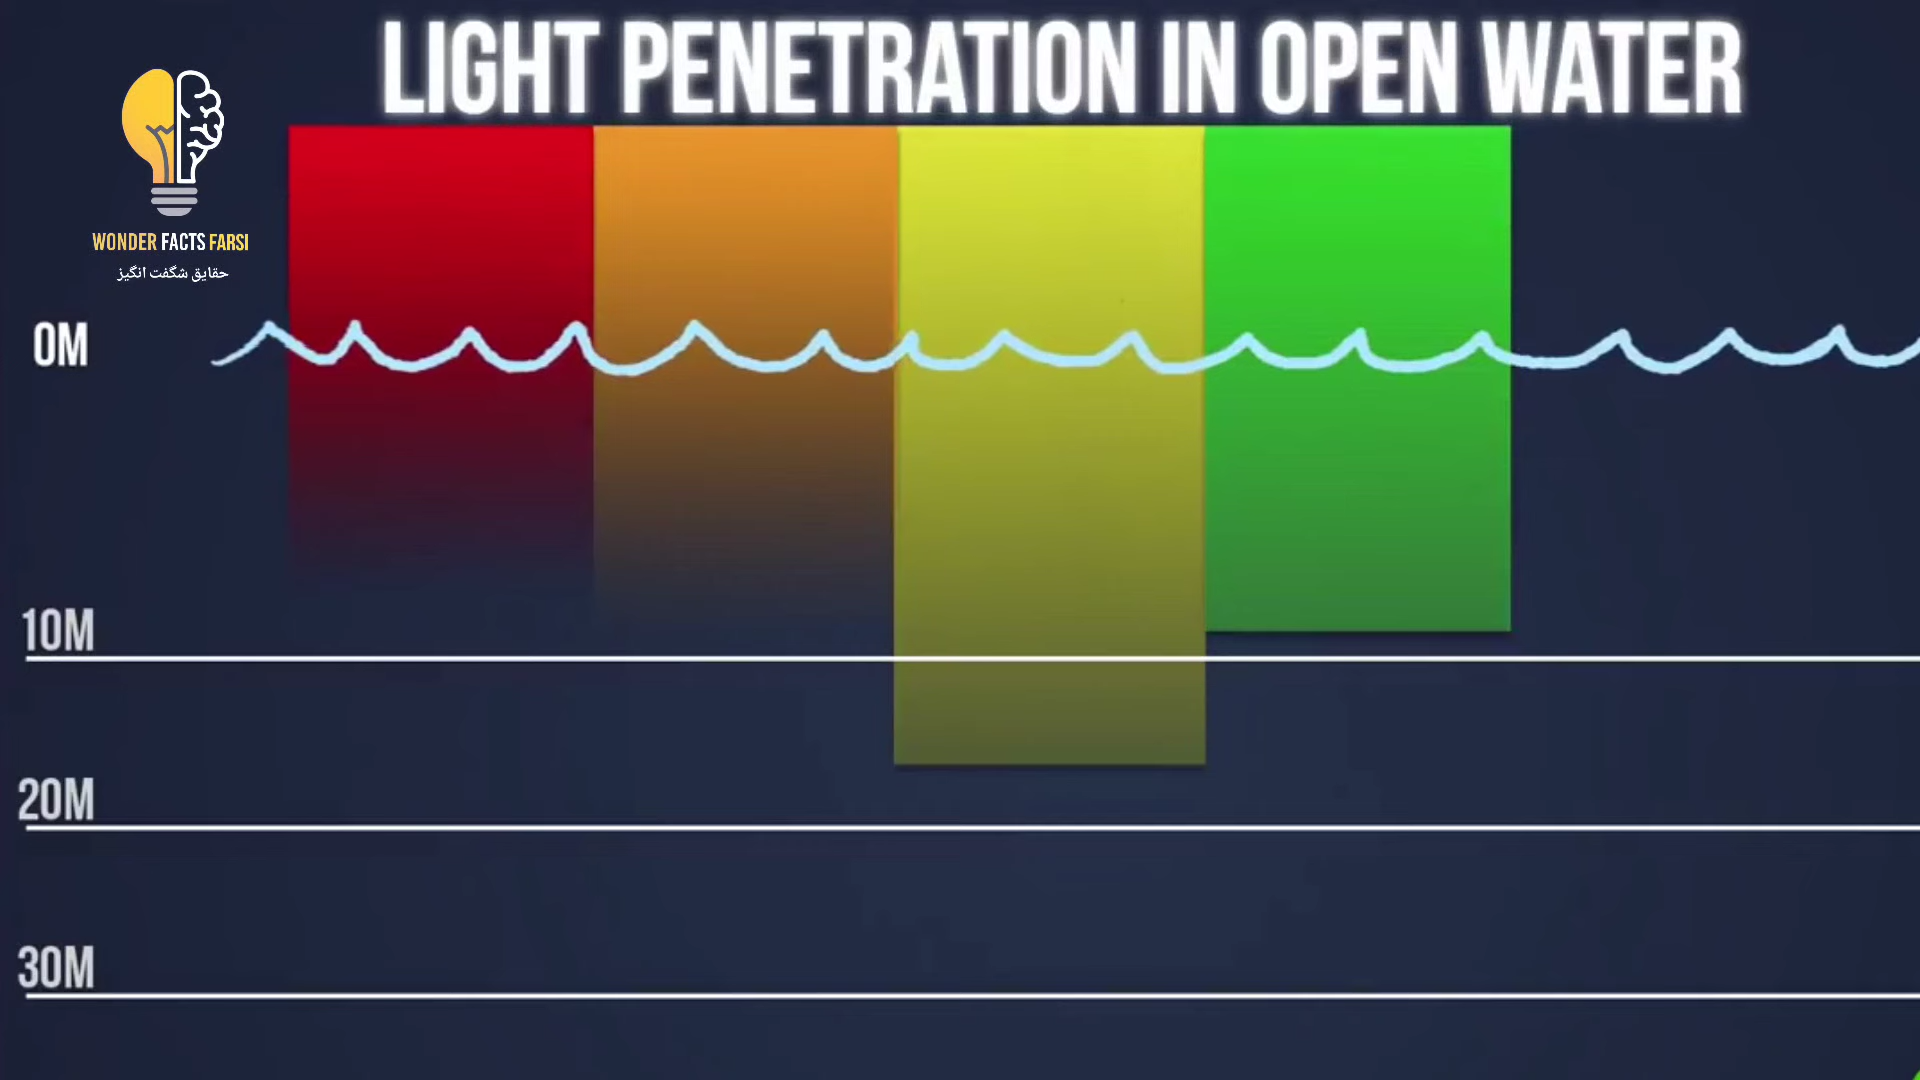 LIGHT PENETRATION IN OPEN WATER
WONDER FACTS FARSI
حقایق شگفت انگیز
0M
10M
20M
30M